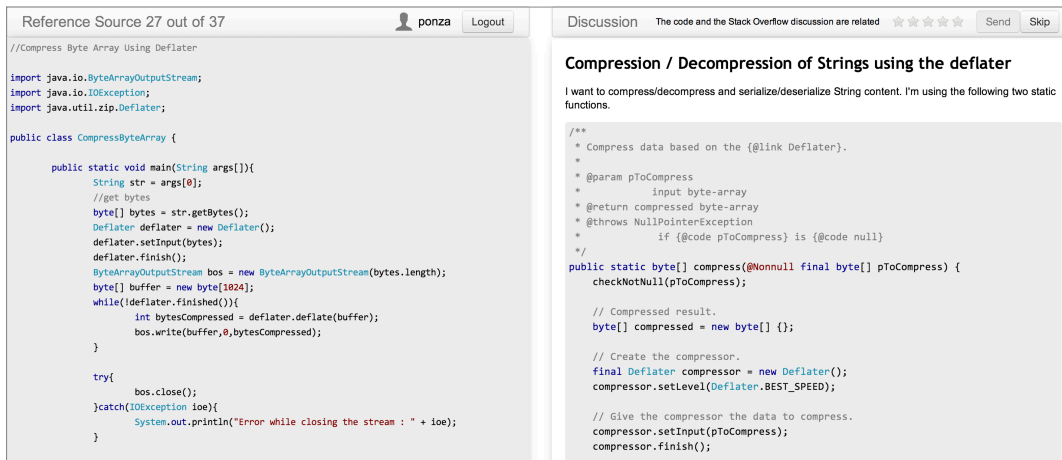 Reference Source 27 out of 37
ponza
Logout
//Compress Byte Array Using Deflater
import java.io.ByteArrayOutputStream;
import java.io.IOException;
import java.util.zip.Deflater;
public class CompressByteArray {
public static void main(String args[]){
String str = args[0];
//get bytes
byte[] bytes = str.getBytes();
Deflater deflater = new Deflater();
deflater.setInput(bytes);
deflater.finish();
ByteArrayOutputStream bos = new ByteArrayOutputStream(bytes.length);
byte[] buffer = new byte[1024];
while(!deflater.finished()){
int bytesCompressed = deflater.deflate(buffer);
bos.write(buffer,0,bytesCompressed);
}
try{
bos.close();
}catch(IOException ioe){
System.out.println("Error while closing the stream : " + ioe);
}
Discussion
The code and the Stack Overflow discussion are related
Send
Skip
Compression / Decompression of Strings using the deflater
I want to compress/decompress and serialize/deserialize String content. I'm using the following two static
functions.
/**
* Compress data based on the {@link Deflater}.
*
* @param pToCompress
* input byte-array
* @return compressed byte-array
* @throws NullPointerException
* if {@code pToCompress} is {@code null}
*/
public static byte[] compress(@Nonnull final byte[] pToCompress) {
checkNotNull(pToCompress);
// Compressed result.
byte[] compressed = new byte[] {};
// Create the compressor.
final Deflater compressor = new Deflater();
compressor.setLevel(Deflater.BEST_SPEED);
// Give the compressor the data to compress.
compressor.setInput(pToCompress);
compressor.finish();